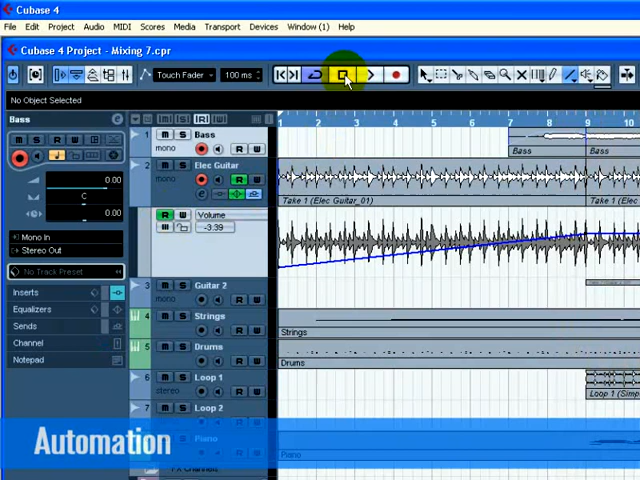 Cubase 4
File Edit Project Audio MIDI Scores Media Transport Devices Window (1) Help
Cubase 4 Project - Mixing 7.cpr
Touch Fader 100 ms
No Object Selected
Bass
M S R W
0.00
C
0.00
Mono In
Stereo Out
No Track Preset
Inserts
Equalizers
Sends
Channel
Notepad
1 2 3 4 5 6 7 8 9 10
1 M S Bass
mono R W
Bass Bass
2 M S Elec Guitar
mono R W
Take 1 (Elec Guitar_01) Take 1 (Elec
R W Volume
-3.39
3 M S Guitar 2
mono R W
4 M S Strings
R W
Strings
5 M S Drums
R W
Drums
6 M S Loop 1
stereo R W
Loop 1 (Simp
7 M S Loop 2
Piano
Piano
FX Channels
Automation